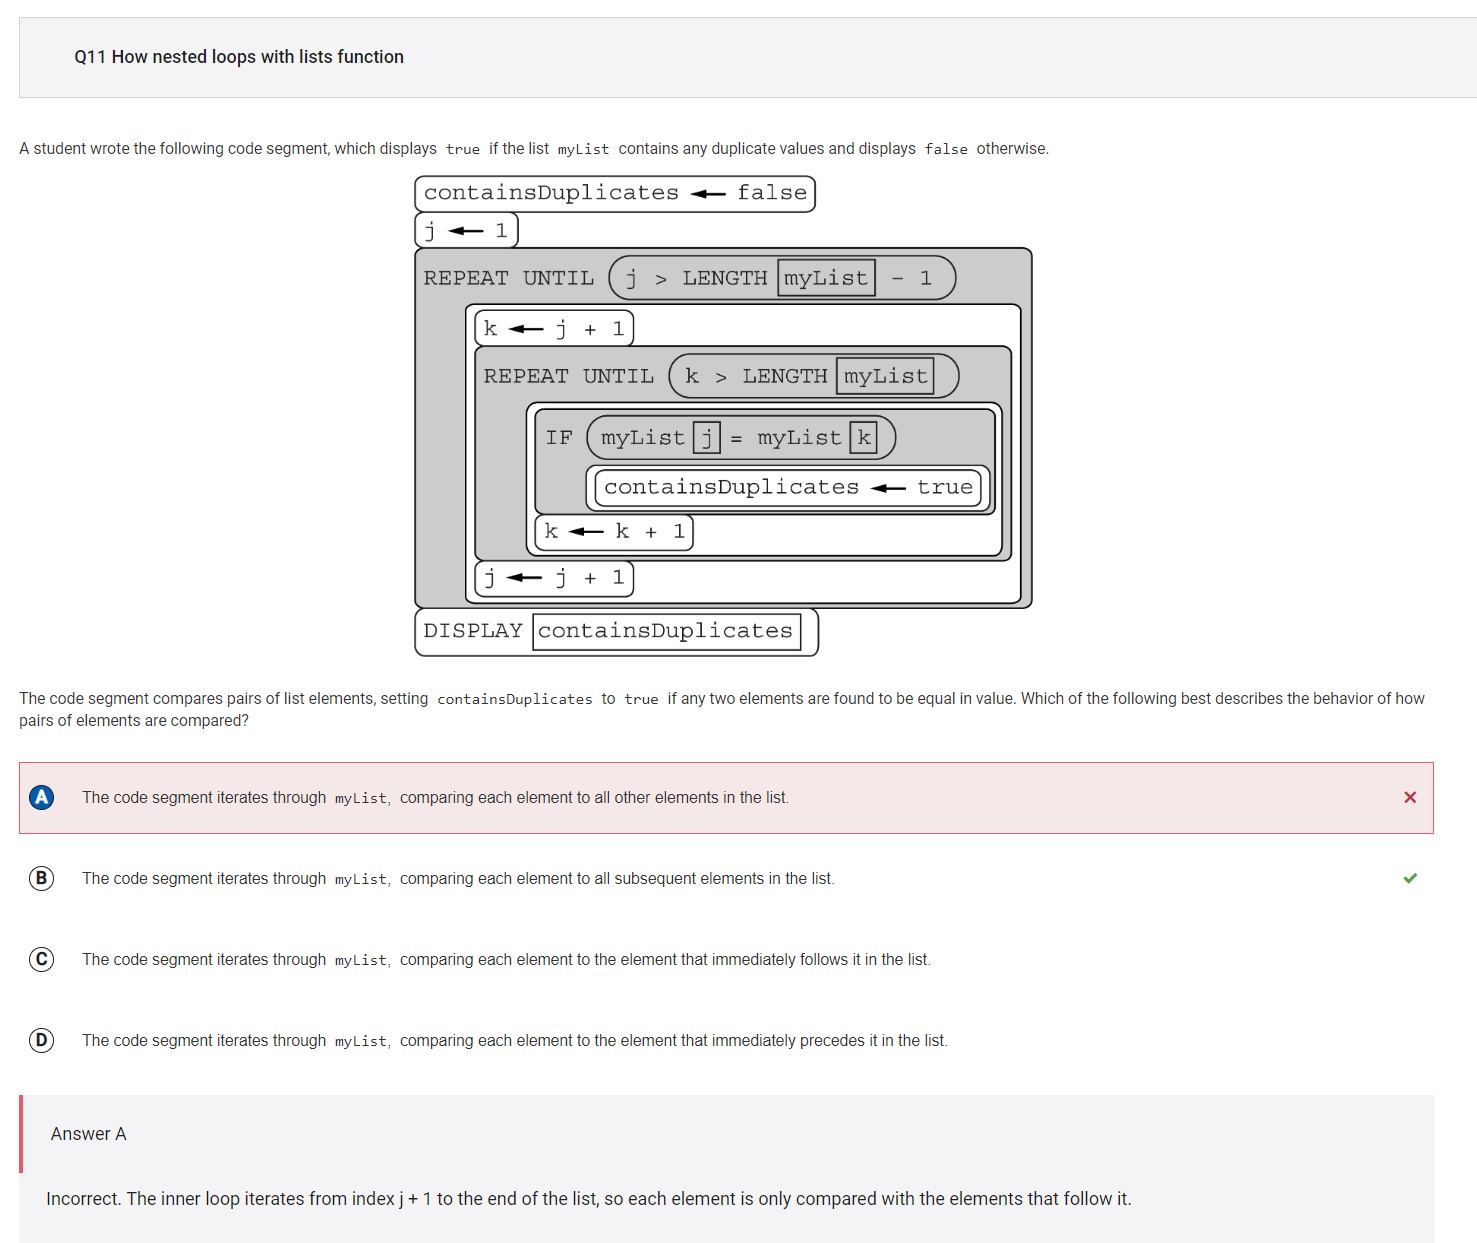 Q11 How nested loops with lists function
A student wrote the following code segment, which displays true if the list myList contains any duplicate values and displays false otherwise.
containsDuplicates ← false
j ← 1
REPEAT UNTIL j > LENGTH myList - 1
k ← j + 1
REPEAT UNTIL k > LENGTH myList
IF myList j = myList k
containsDuplicates ← true
k ← k + 1
j ← j + 1
DISPLAY containsDuplicates
The code segment compares pairs of list elements, setting containsDuplicates to true if any two elements are found to be equal in value. Which of the following best describes the behavior of how
pairs of elements are compared?
A The code segment iterates through myList, comparing each element to all other elements in the list.
B The code segment iterates through myList, comparing each element to all subsequent elements in the list.
C The code segment iterates through myList, comparing each element to the element that immediately follows it in the list.
D The code segment iterates through myList, comparing each element to the element that immediately precedes it in the list.
Answer A
Incorrect. The inner loop iterates from index j + 1 to the end of the list, so each element is only compared with the elements that follow it.